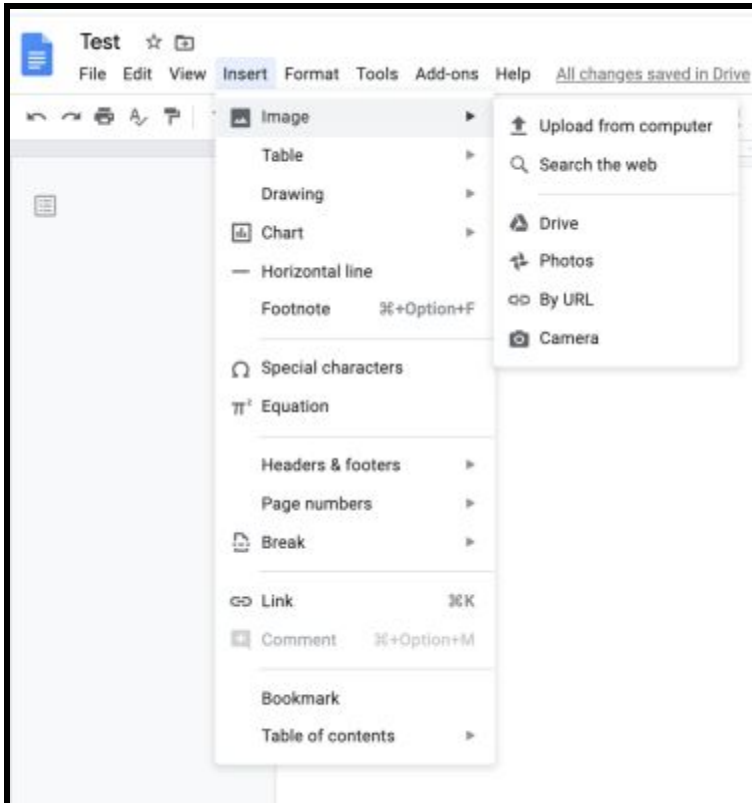 Test
File Edit View Insert Format Tools Add-ons Help All changes saved in Drive
Image
Table
Drawing
Chart
Horizontal line
Footnote ⌘+Option+F
Special characters
π² Equation
Headers & footers
Page numbers
Break
Link ⌘K
Comment ⌘+Option+M
Bookmark
Table of contents
Upload from computer
Search the web
Drive
Photos
By URL
Camera